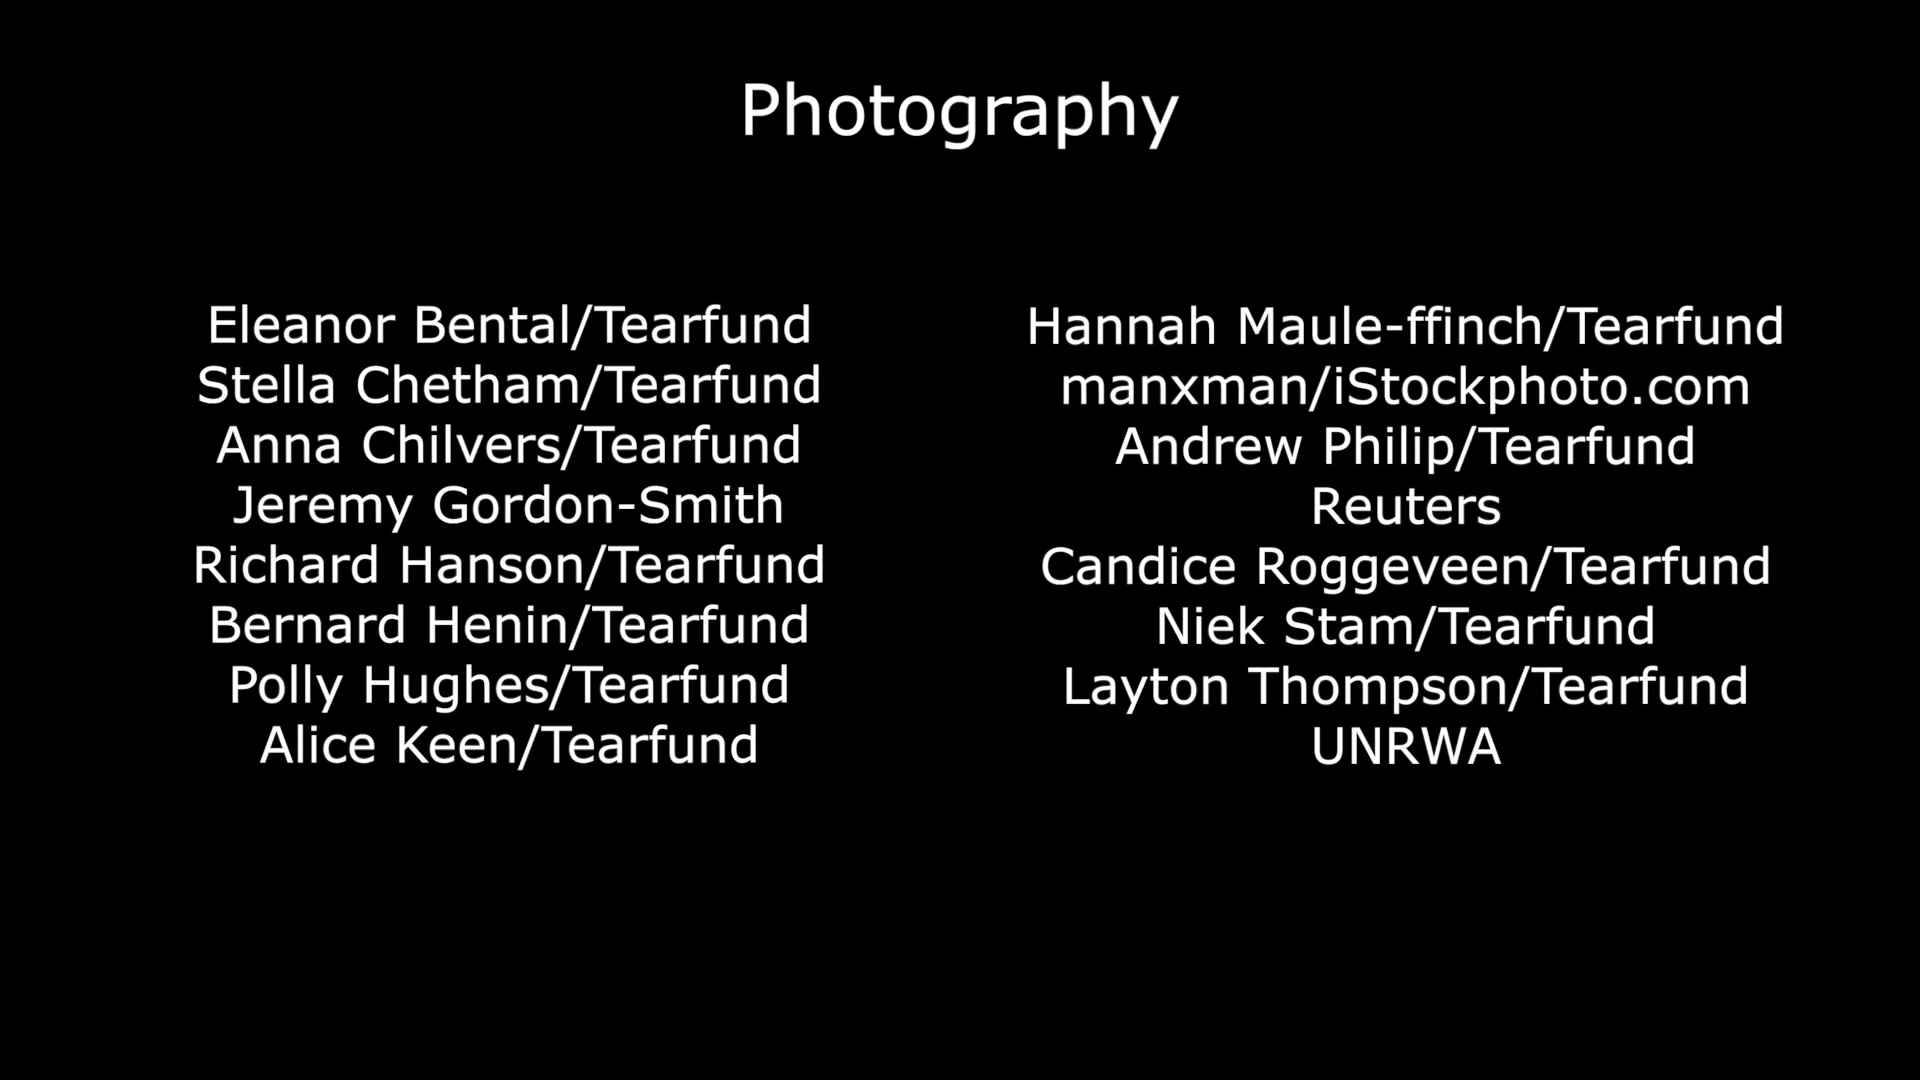 Photography
Eleanor Bental/Tearfund
Stella Chetham/Tearfund
Anna Chilvers/Tearfund
Jeremy Gordon-Smith
Richard Hanson/Tearfund
Bernard Henin/Tearfund
Polly Hughes/Tearfund
Alice Keen/Tearfund
Hannah Maule-ffinch/Tearfund
manxman/iStockphoto.com
Andrew Philip/Tearfund
Reuters
Candice Roggeveen/Tearfund
Niek Stam/Tearfund
Layton Thompson/Tearfund
UNRWA